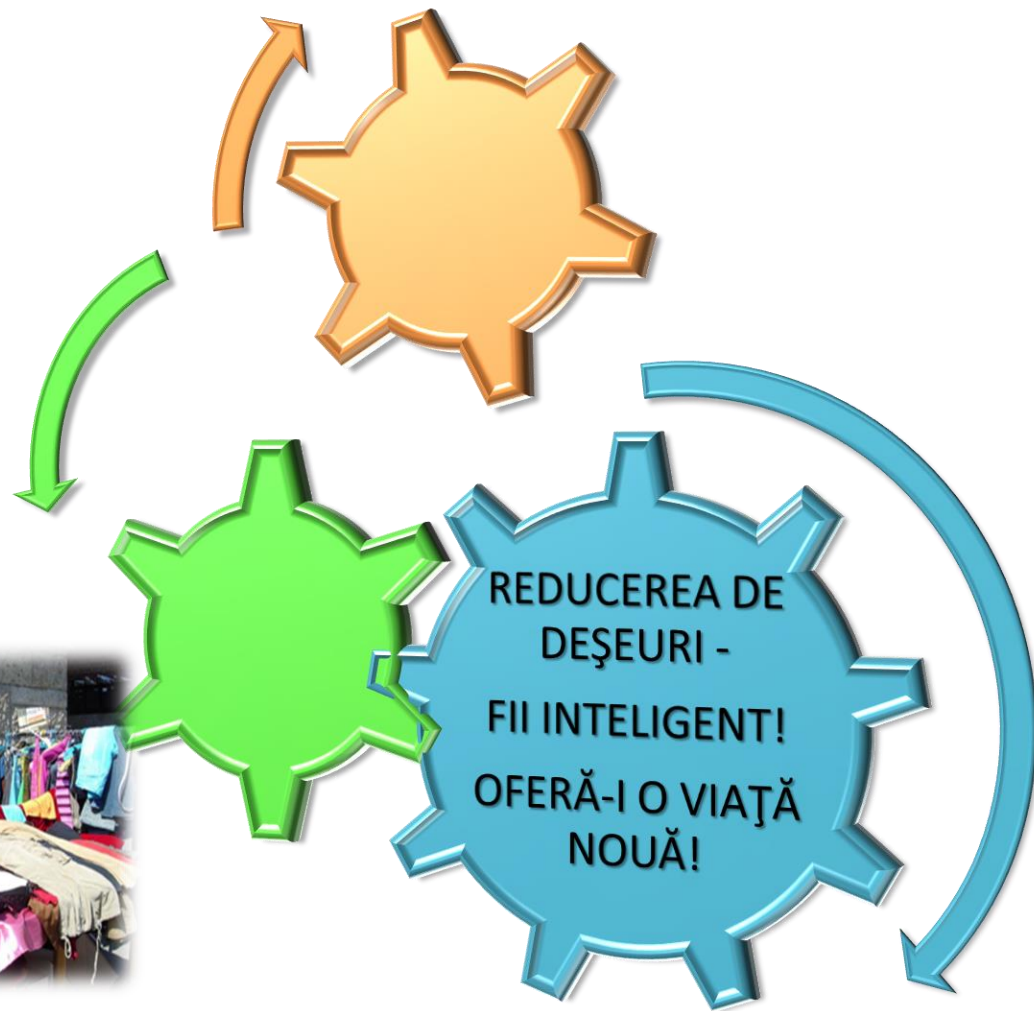 REDUCEREA DE
DEŞEURI -
FII INTELIGENT!
OFERĂ-I O VIAŢĂ
NOUĂ!